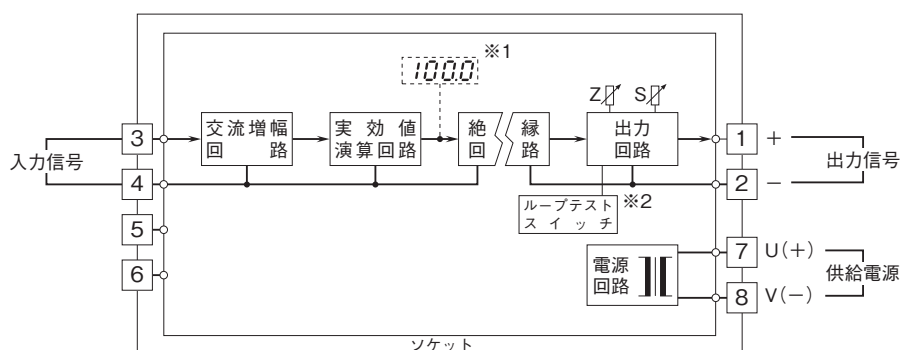 100.0
※1
Z
S
3
交流増幅
回路
実効値
演算回路
絶縁
回路
出力
回路
1
+
入力信号
出力信号
4
2
−
ループテスト
スイッチ
※2
5
6
電源
回路
7
U(+)
供給電源
8
V(−)
ソケット